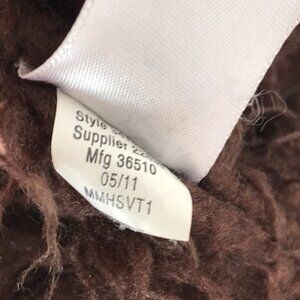 Style
Supplier
Mfg 36510
05/11
MMHSVT1